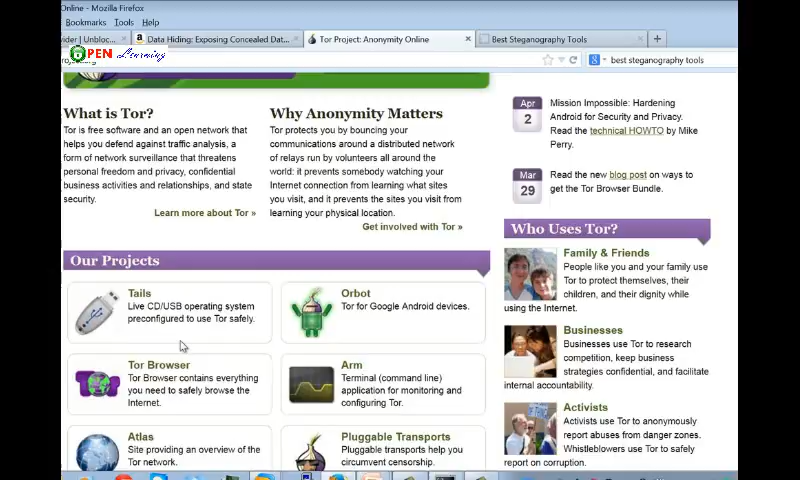 Online - Mozilla Firefox
Bookmarks Tools Help
vider | Unbloc...
Data Hiding: Exposing Concealed Dat...
Tor Project: Anonymity Online
Best Steganography Tools
OPEN Learning
best steganography tools
What is Tor?
Tor is free software and an open network that
helps you defend against traffic analysis, a
form of network surveillance that threatens
personal freedom and privacy, confidential
business activities and relationships, and state
security.
Learn more about Tor »
Why Anonymity Matters
Tor protects you by bouncing your
communications around a distributed network
of relays run by volunteers all around the
world: it prevents somebody watching your
Internet connection from learning what sites
you visit, and it prevents the sites you visit from
learning your physical location.
Get involved with Tor »
Apr
2
Mission Impossible: Hardening
Android for Security and Privacy.
Read the technical HOWTO by Mike
Perry.
Mar
29
Read the new blog post on ways to
get the Tor Browser Bundle.
Our Projects
Tails
Live CD/USB operating system
preconfigured to use Tor safely.
Orbot
Tor for Google Android devices.
Tor Browser
Tor Browser contains everything
you need to safely browse the
Internet.
Arm
Terminal (command line)
application for monitoring and
configuring Tor.
Atlas
Site providing an overview of the
Tor network.
Pluggable Transports
Pluggable transports help you
circumvent censorship.
Who Uses Tor?
Family & Friends
People like you and your family use
Tor to protect themselves, their
children, and their dignity while
using the Internet.
Businesses
Businesses use Tor to research
competition, keep business
strategies confidential, and facilitate
internal accountability.
Activists
Activists use Tor to anonymously
report abuses from danger zones.
Whistleblowers use Tor to safely
report on corruption.